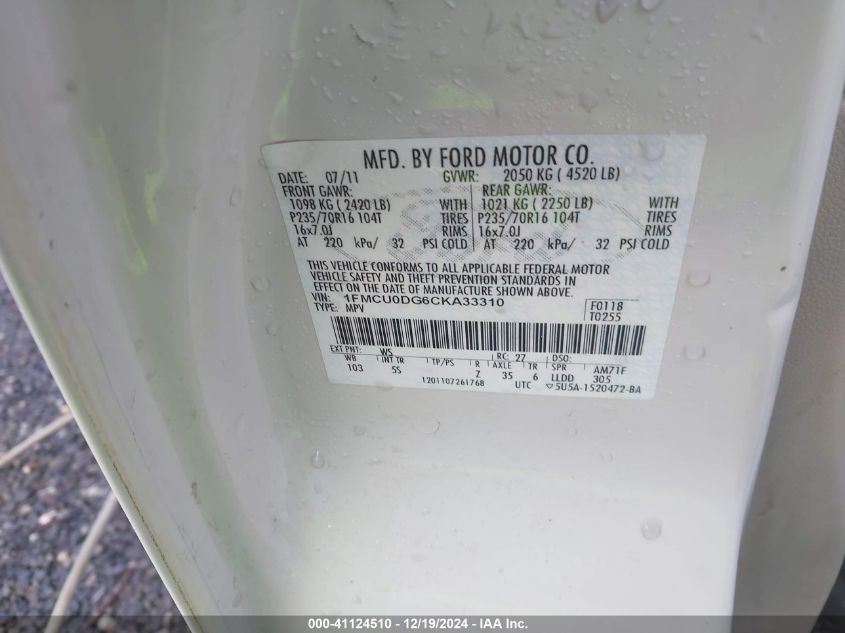 MFD. BY FORD MOTOR CO.
DATE: 07/11 GVWR: 2050 KG ( 4520 LB)
FRONT GAWR: REAR GAWR:
1098 KG ( 2420 LB) WITH 1021 KG ( 2250 LB) WITH
P235/70R16 104T TIRES P235/70R16 104T TIRES
16x7.0J RIMS 16x7.0J RIMS
AT 220 kPa/ 32 PSI COLD AT 220 kPa/ 32 PSI COLD
THIS VEHICLE CONFORMS TO ALL APPLICABLE FEDERAL MOTOR
VEHICLE SAFETY AND THEFT PREVENTION STANDARDS IN
EFFECT ON THE DATE OF MANUFACTURE SHOWN ABOVE.
VIN: 1FMCU0DG6CKA33310 F0118
TYPE: MPV T0255
EXT PNT: WS RC: 27 DSO:
WB INT TR TP/PS R AXLE TR SPR AM71F
103 5S Z 35 6 LLDD 305
1201107261768 UTC ▽5U5A-1520472-BA
000-41124510 - 12/19/2024 - IAA Inc.